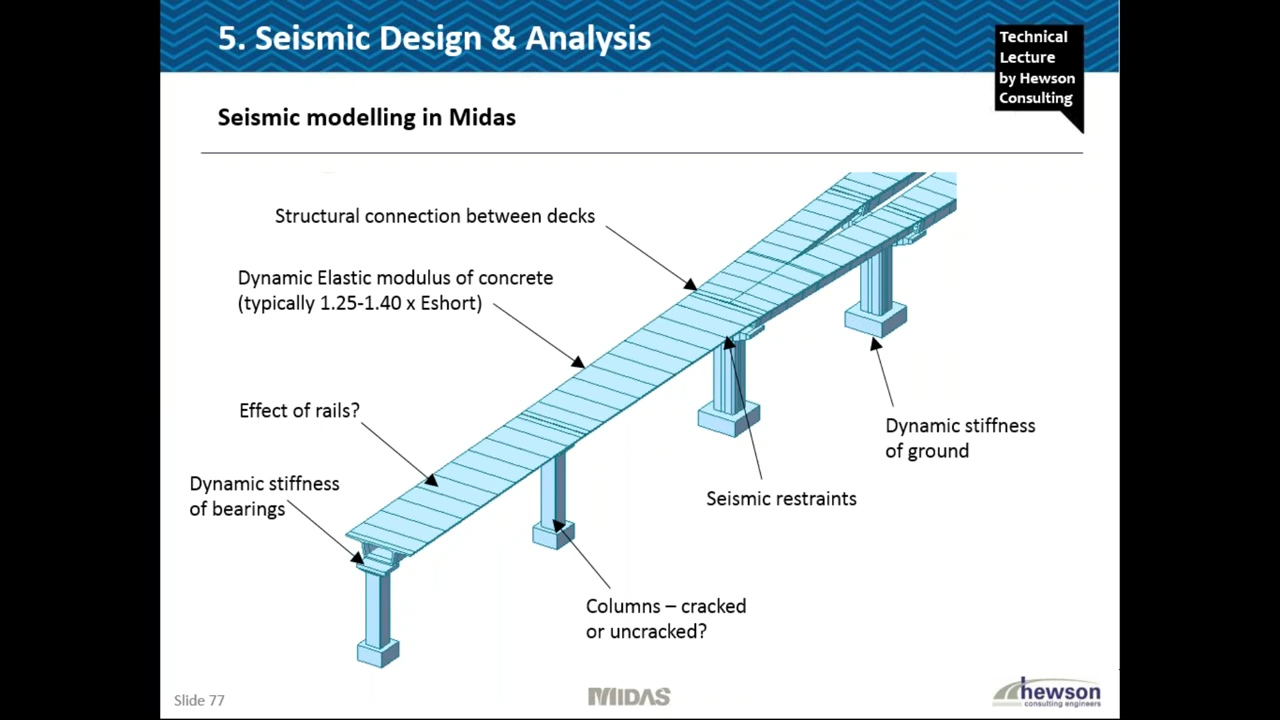 5. Seismic Design & Analysis
Technical
Lecture
by Hewson
Consulting
Seismic modelling in Midas
Structural connection between decks
Dynamic Elastic modulus of concrete
(typically 1.25-1.40 x Eshort)
Effect of rails?
Dynamic stiffness
of bearings
Dynamic stiffness
of ground
Seismic restraints
Columns – cracked
or uncracked?
Slide 77
MIDAS
hewson
consulting engineers